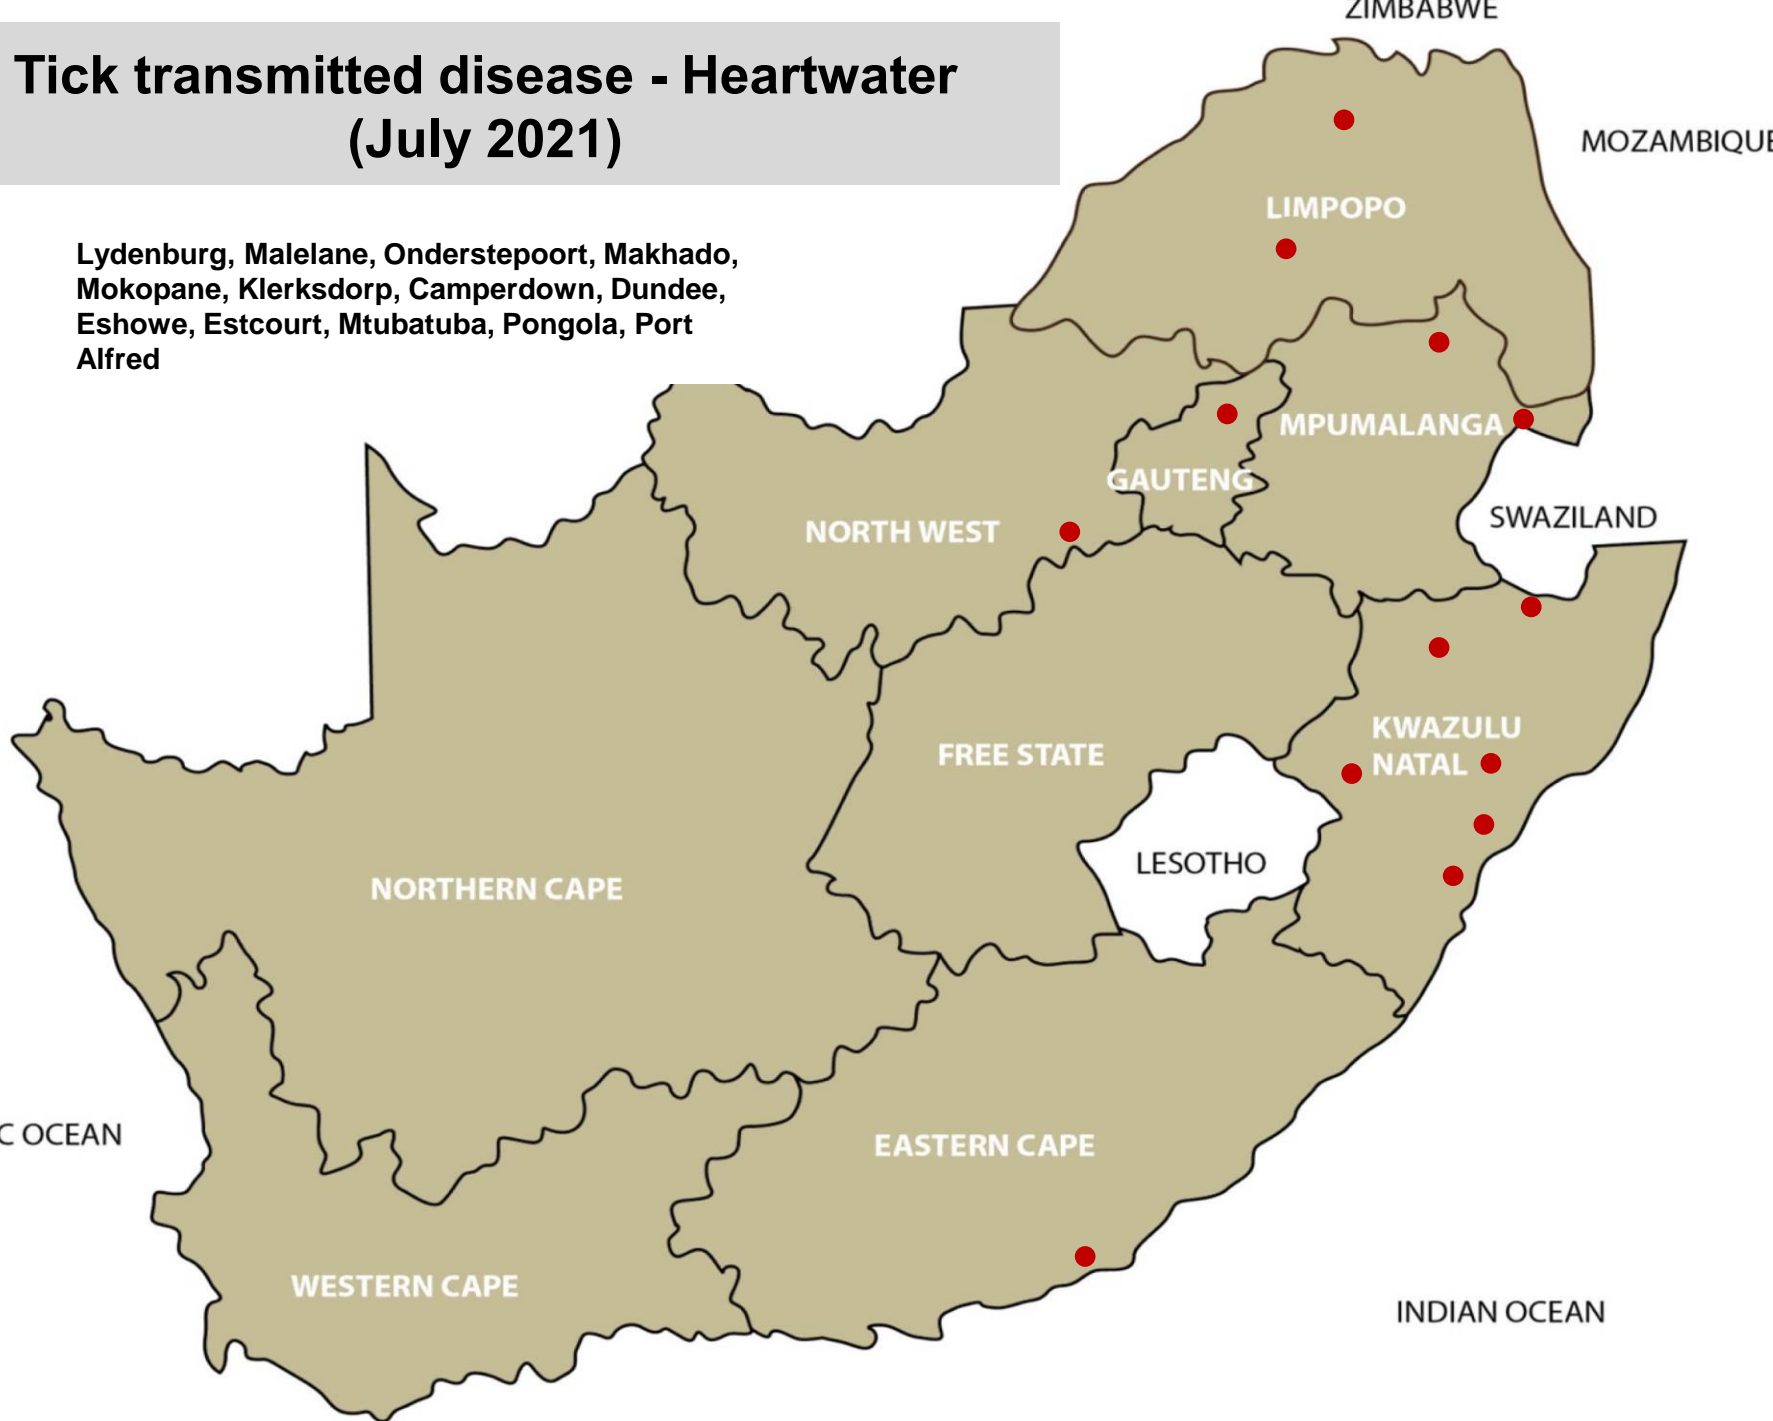 ZIMBABWE
Tick transmitted disease - Heartwater
(July 2021)
MOZAMBIQUE
LIMPOPO
Lydenburg, Malelane, Onderstepoort, Makhado,
Mokopane, Klerksdorp, Camperdown, Dundee,
Eshowe, Estcourt, Mtubatuba, Pongola, Port
Alfred
MPUMALANGA
GAUTENG
SWAZILAND
NORTH WEST
KWAZULU
NATAL
FREE STATE
LESOTHO
NORTHERN CAPE
C OCEAN
EASTERN CAPE
WESTERN CAPE
INDIAN OCEAN